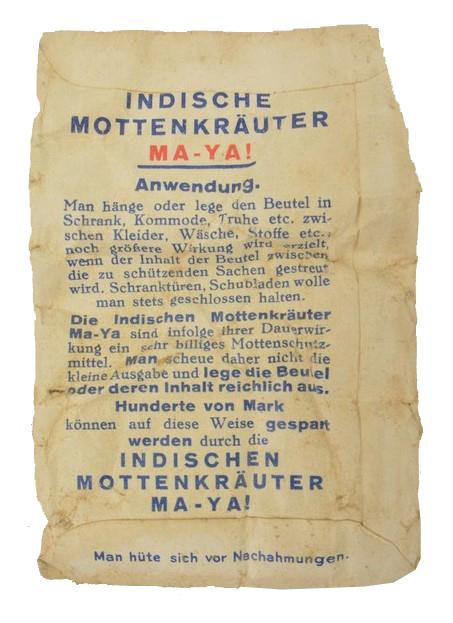 INDISCHE
MOTTENKRÄUTER
MA-YA!
Anwendung.
Man hänge oder lege den Beutel in
Schrank, Kommode, Truhe etc. zwi-
schen Kleider, Wäsche, Stoffe etc.,
noch größere Wirkung wird erzielt,
wenn der Inhalt der Beutel zwischen
die zu schützenden Sachen gestreut
wird. Schranktüren, Schubladen wolle
man stets geschlossen halten.
Die Indischen Mottenkräuter
Ma-Ya sind infolge ihrer Dauerwir-
kung ein sehr billiges Mottenschutz-
mittel. Man scheue daher nicht die
kleine Ausgabe und lege die Beutel
oder deren Inhalt reichlich aus.
Hunderte von Mark
können auf diese Weise gespart
werden durch die
INDISCHEN
MOTTENKRÄUTER
MA-YA!
Man hüte sich vor Nachahmungen.